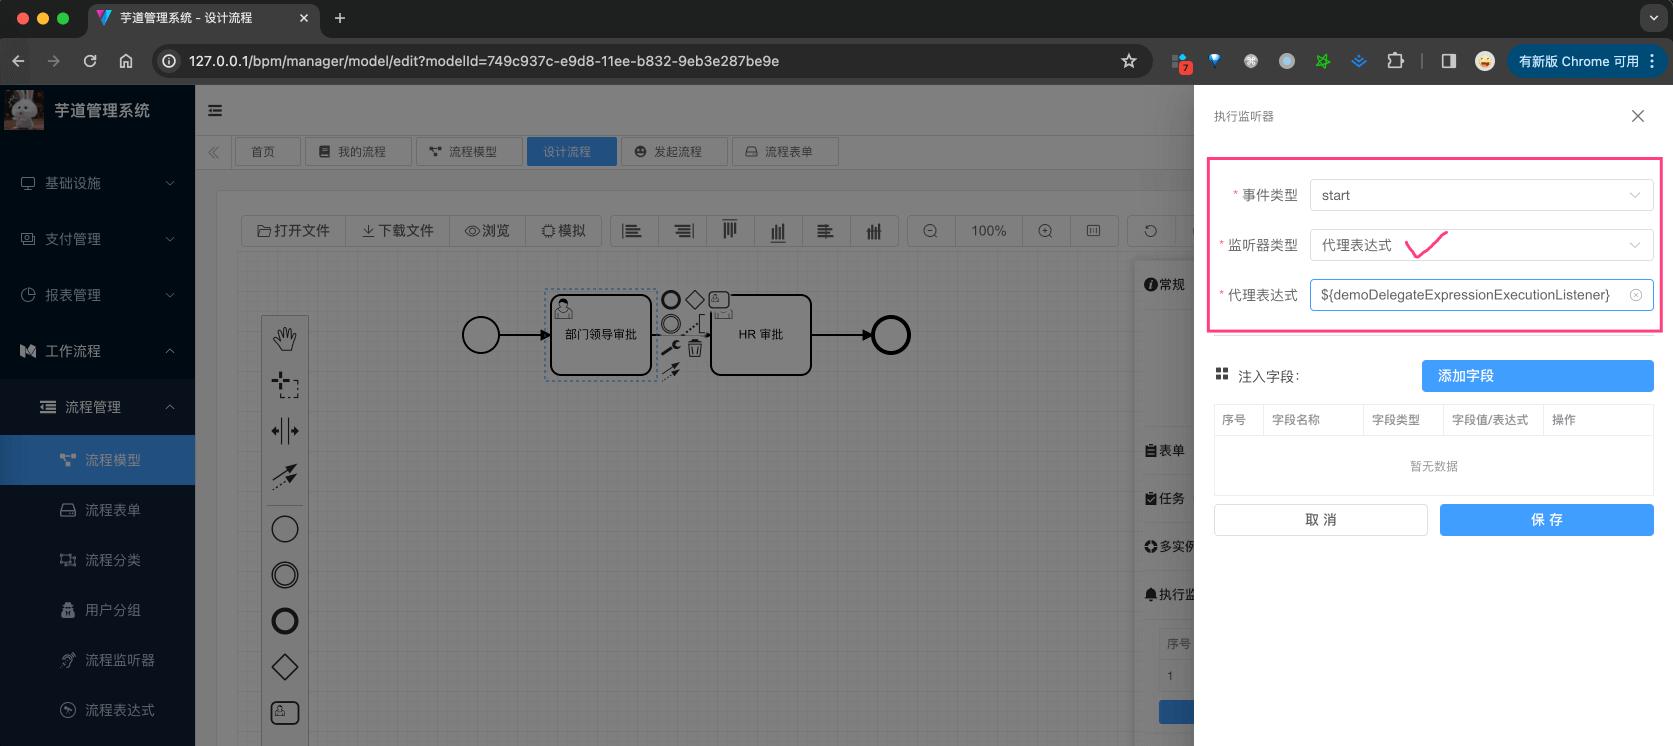 芋道管理系统 - 设计流程
127.0.0.1/bpm/manager/model/edit?modelId=749c937c-e9d8-11ee-b832-9eb3e287be9e
7
有新版 Chrome 可用
芋道管理系统
基础设施
支付管理
报表管理
工作流程
流程管理
流程模型
流程表单
流程分类
用户分组
流程监听器
流程表达式
首页
我的流程
流程模型
设计流程
发起流程
流程表单
打开文件
下载文件
浏览
模拟
100%
部门领导审批
HR 审批
常规
表单
任务
多实例
执行监
序号
1
执行监听器
* 事件类型
start
* 监听器类型
代理表达式
* 代理表达式
${demoDelegateExpressionExecutionListener}
注入字段:
添加字段
序号 字段名称 字段类型 字段值/表达式 操作
暂无数据
取 消
保 存